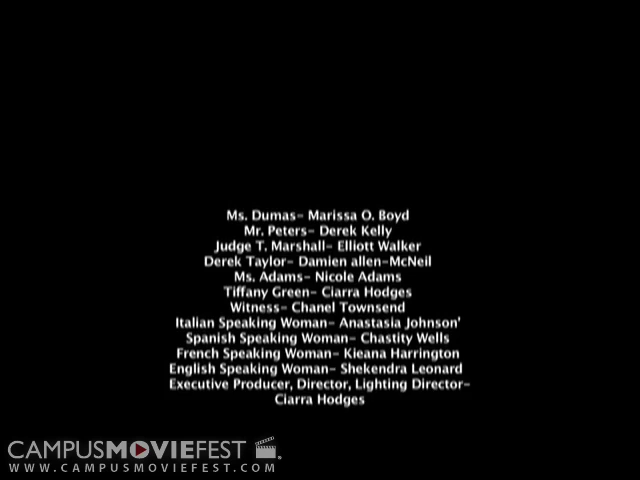 Ms. Dumas- Marissa O. Boyd
Mr. Peters- Derek Kelly
Judge T. Marshall- Elliott Walker
Derek Taylor- Damien allen-McNeil
Ms. Adams- Nicole Adams
Tiffany Green- Ciarra Hodges
Witness- Chanel Townsend
Italian Speaking Woman- Anastasia Johnson'
Spanish Speaking Woman- Chastity Wells
French Speaking Woman- Kieana Harrington
English Speaking Woman- Shekendra Leonard
Executive Producer, Director, Lighting Director-
Ciarra Hodges
CAMPUSMOVIEFEST
WWW.CAMPUSMOVIEFEST.COM